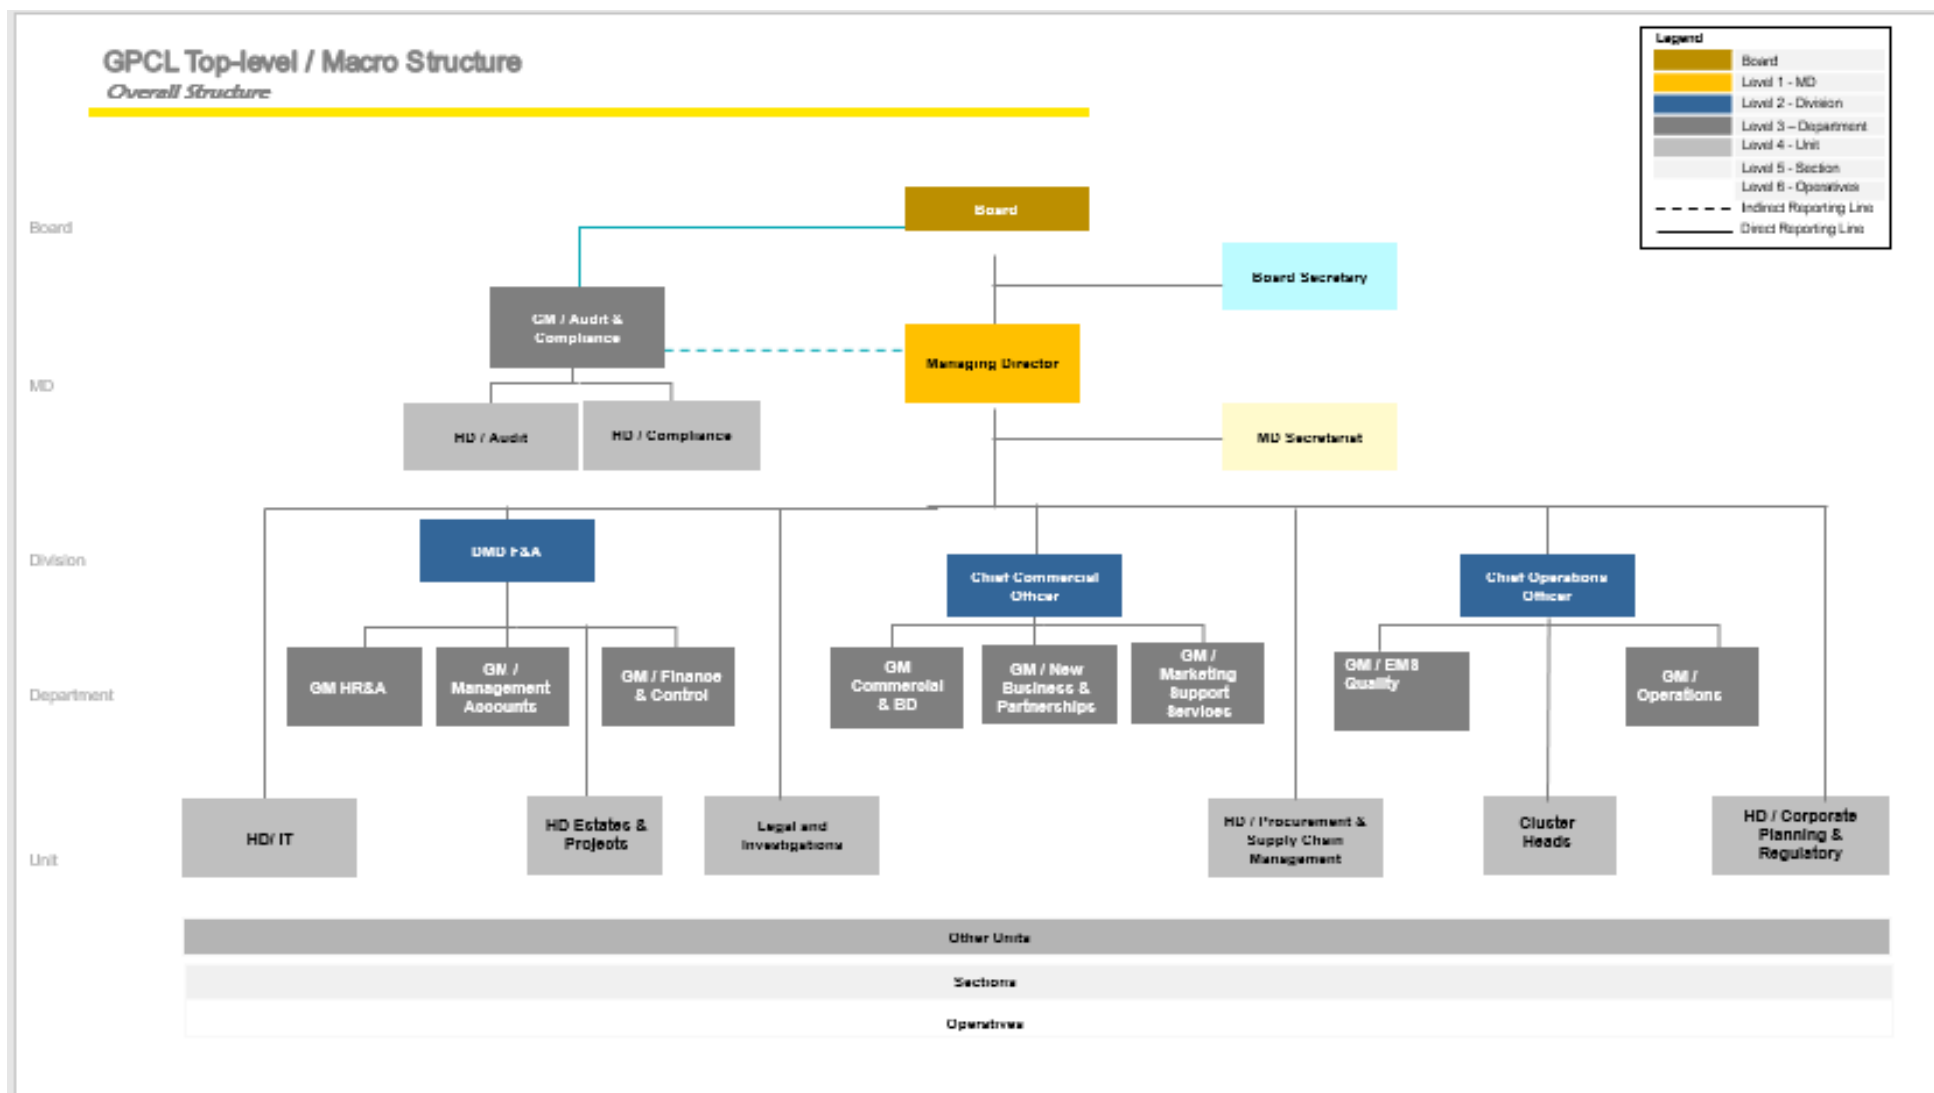 GPCL Top-level / Macro Structure
Overall Structure
Legend
Board
Level 1 - MD
Level 2 - Division
Level 3 – Department
Level 4 - Unit
Level 5 - Section
Level 6 - Operatives
Indirect Reporting Line
Direct Reporting Line
Board
Board
Board Secretary
GM / Audit &
Compliance
Managing Director
MD
HD / Audit
HD / Compliance
MD Secretariat
Division
DMD F&A
Chief Commercial
Officer
Chief Operations
Officer
Department
GM HR&A
GM /
Management
Accounts
GM / Finance
& Control
GM
Commercial
& BD
GM / New
Business &
Partnerships
GM /
Marketing
Support
Services
GM / EMS
Quality
GM /
Operations
Unit
HD/ IT
HD Estates &
Projects
Legal and
Investigations
HD / Procurement &
Supply Chain
Management
Cluster
Heads
HD / Corporate
Planning &
Regulatory
Other Units
Sections
Operatives